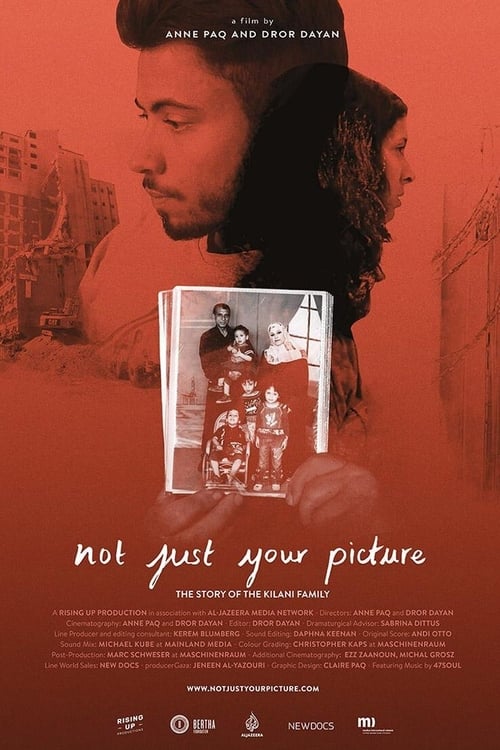 a film by
ANNE PAQ AND DROR DAYAN
not just your picture
THE STORY OF THE KILANI FAMILY
A RISING UP PRODUCTION in association with AL-JAZEERA MEDIA NETWORK · Directors: ANNE PAQ and DROR DAYAN
Cinematography: ANNE PAQ and DROR DAYAN · Editor: DROR DAYAN · Dramaturgical Advisor: SABRINA DITTUS
Line Producer and editing consultant: KEREM BLUMBERG · Sound Editing: DAPHNA KEENAN · Original Score: ANDI OTTO
Sound Mix: MICHAEL KUBE at MAINLAND MEDIA · Colour Grading: CHRISTOPHER KAPS at MASCHINENRAUM
Post-Production: MARC SCHWESER at MASCHINENRAUM · Additional Cinematography: EZZ ZAANOUN, MICHAL GROSZ
Line World Sales: NEW DOCS · producerGaza: JENEEN AL-YAZOURI · Graphic Design: CLAIRE PAQ · Featuring Music by 47SOUL
WWW.NOTJUSTYOURPICTURE.COM
RISING UP PRODUCTIONS
BERTHA FOUNDATION
ALJAZEERA
NEWDOCS